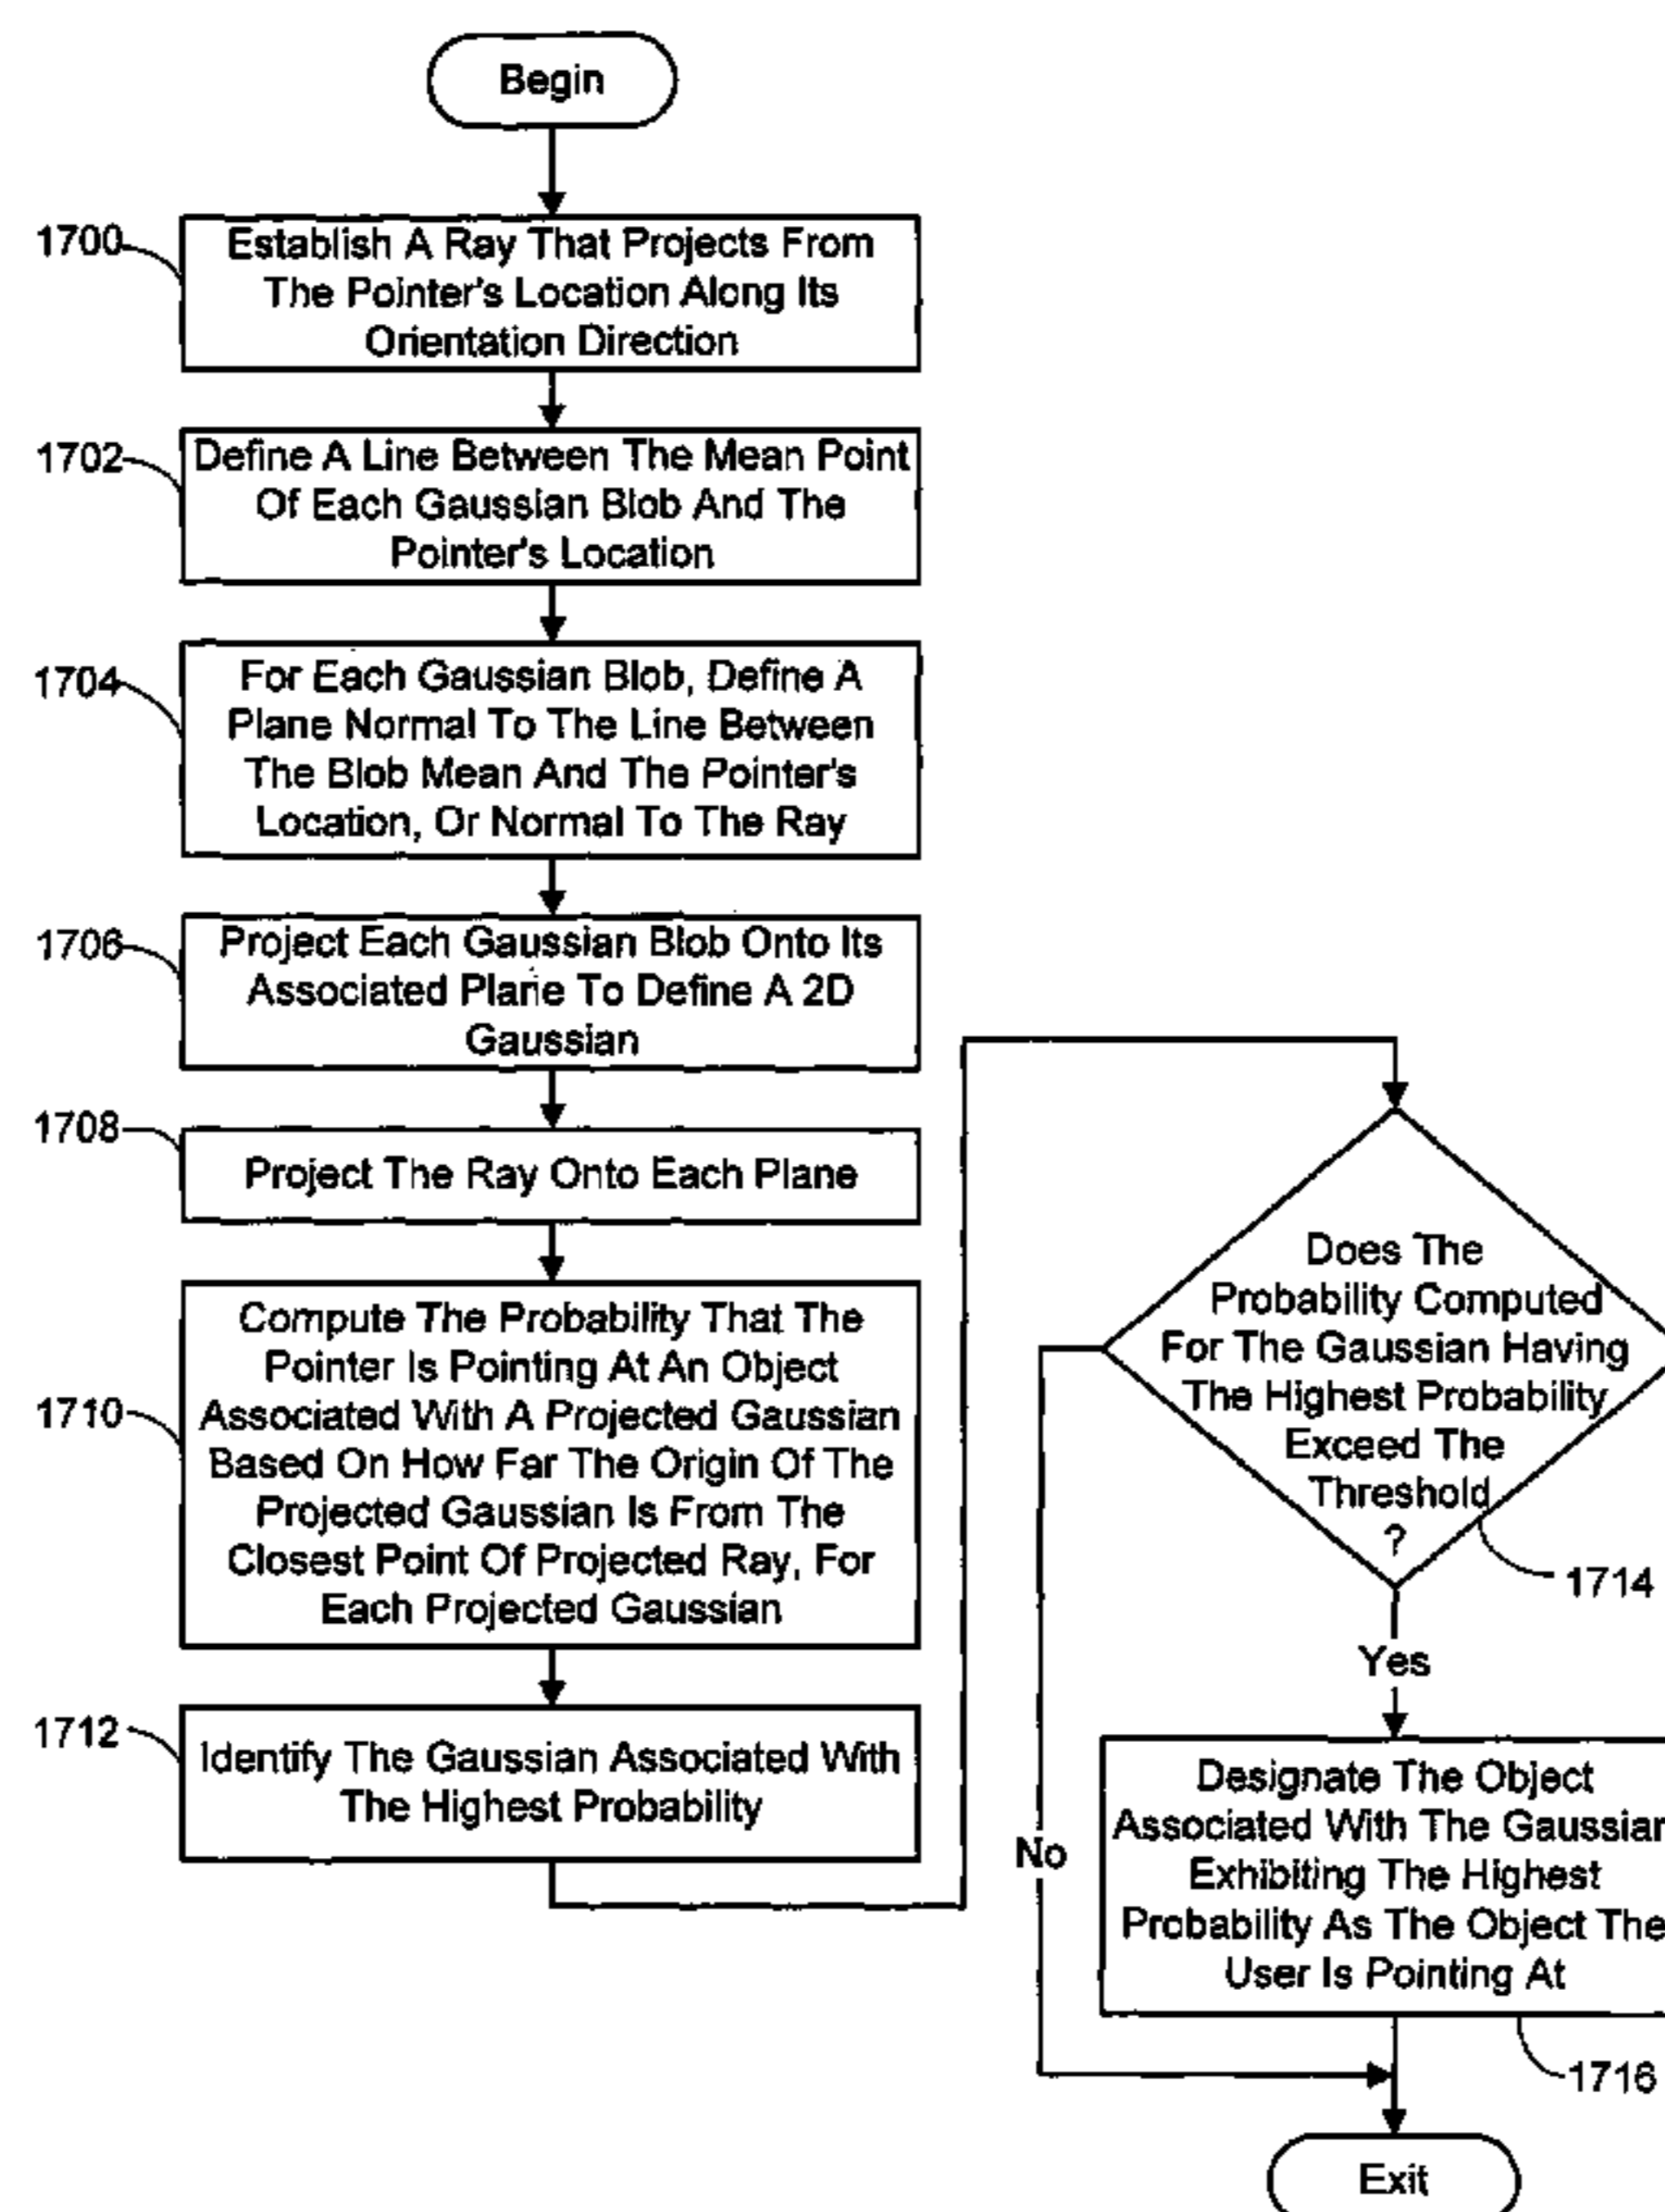 Begin
1700
Establish A Ray That Projects From
The Pointer's Location Along Its
Orientation Direction
1702
Define A Line Between The Mean Point
Of Each Gaussian Blob And The
Pointer's Location
1704
For Each Gaussian Blob, Define A
Plane Normal To The Line Between
The Blob Mean And The Pointer's
Location, Or Normal To The Ray
1706
Project Each Gaussian Blob Onto Its
Associated Plane To Define A 2D
Gaussian
1708
Project The Ray Onto Each Plane
1710
Compute The Probability That The
Pointer Is Pointing At An Object
Associated With A Projected Gaussian
Based On How Far The Origin Of The
Projected Gaussian Is From The
Closest Point Of Projected Ray, For
Each Projected Gaussian
1712
Identify The Gaussian Associated With
The Highest Probability
Does The
Probability Computed
For The Gaussian Having
The Highest Probability
Exceed The
Threshold
?
1714
Yes
No
Designate The Object
Associated With The Gaussian
Exhibiting The Highest
Probability As The Object The
User Is Pointing At
1716
Exit